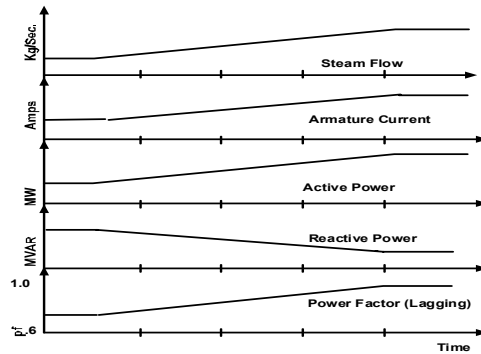 Kg/Sec.
Steam Flow
Amps
Armature Current
MW
Active Power
MVAR
Reactive Power
1.0
Power Factor (Lagging)
pf
.6
Time